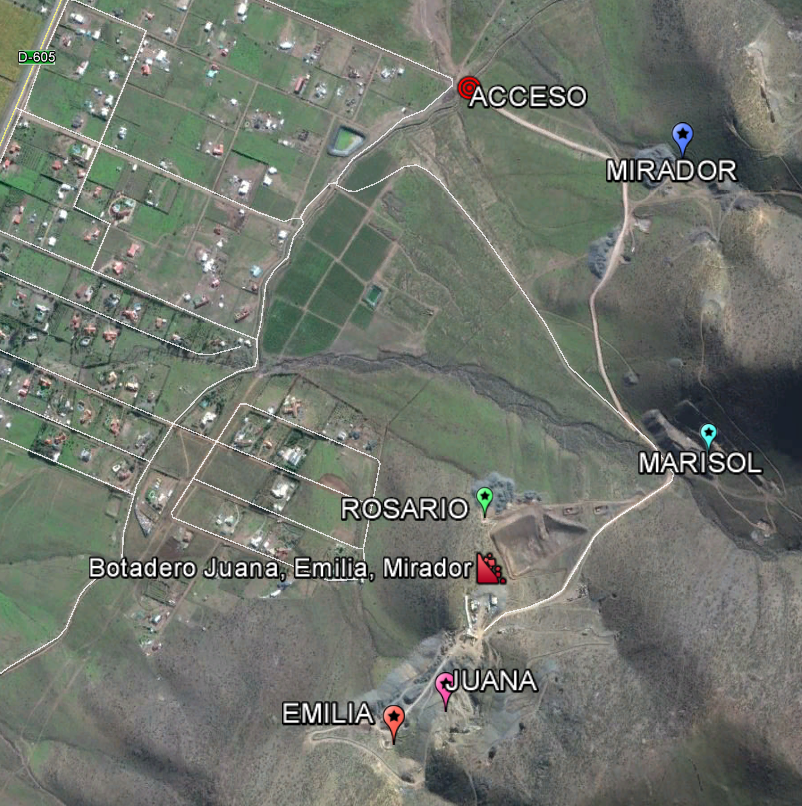 D-605
ACCESO
MIRADOR
MARISOL
ROSARIO
Botadero Juana, Emilia, Mirador
JUANA
EMILIA